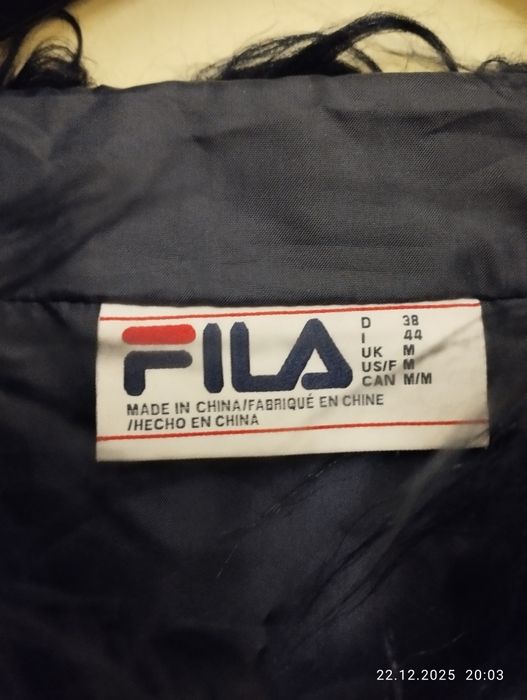 FILA
D 38
I 44
UK M
US/F M
CAN M/M
MADE IN CHINA/FABRIQUÉ EN CHINE
/HECHO EN CHINA
22.12.2025 20:03